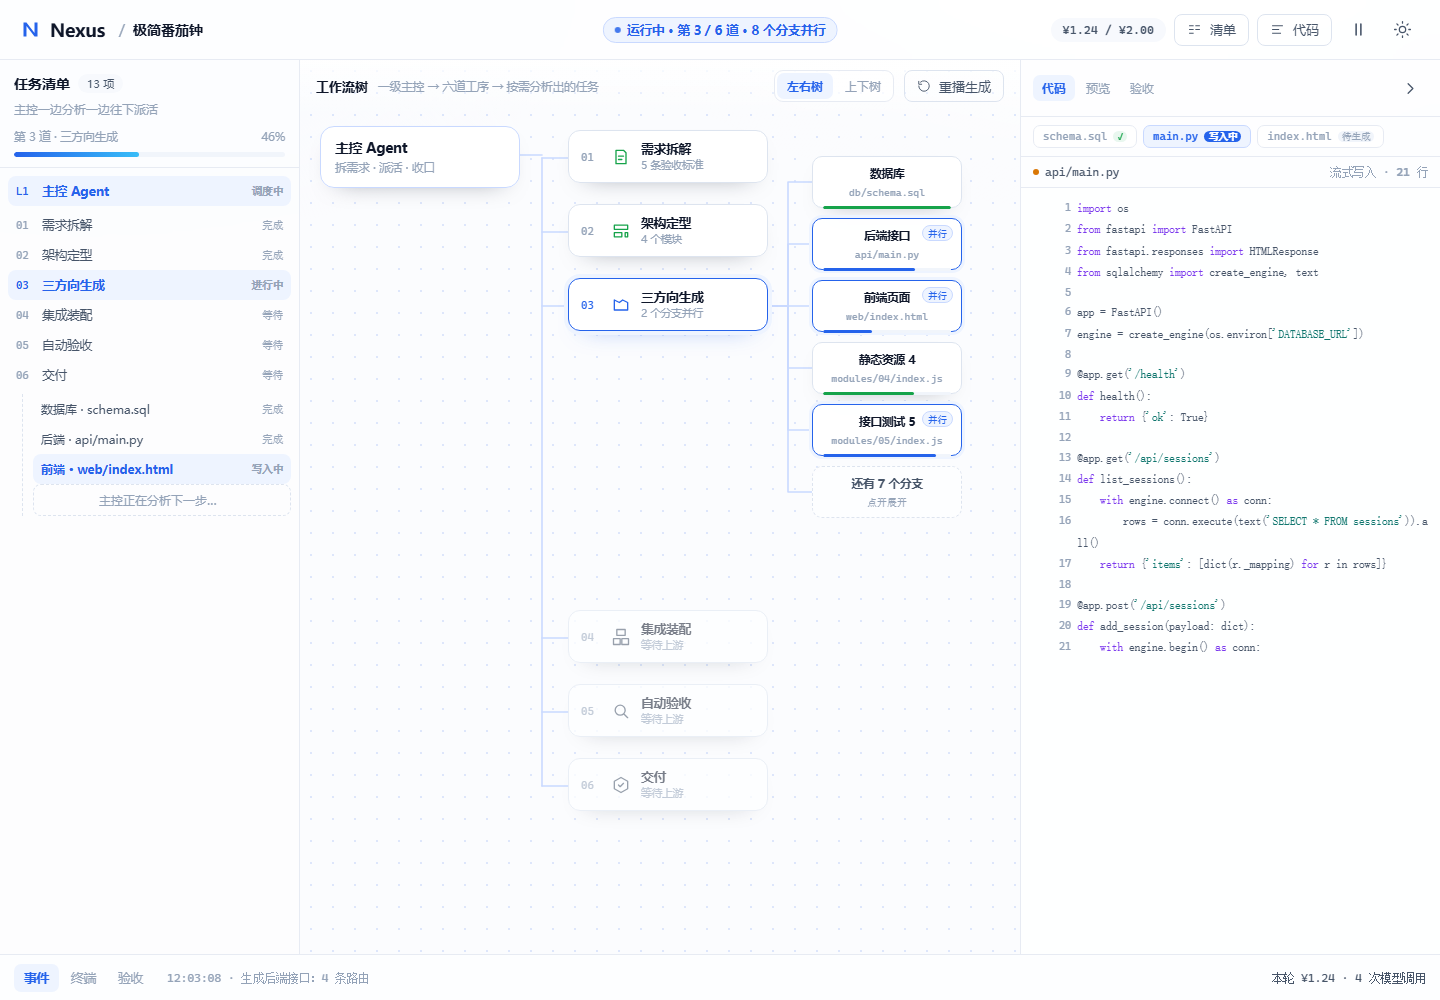 Nexus / 极简番茄钟
运行中 • 第 3 / 6 道 • 8 个分支并行
¥1.24 / ¥2.00
清单
代码
任务清单 13 项
主控一边分析一边往下派活
第 3 道 · 三方向生成 46%
L1 主控 Agent 调度中
01 需求拆解 完成
02 架构定型 完成
03 三方向生成 进行中
04 集成装配 等待
05 自动验收 等待
06 交付 等待
数据库 · schema.sql 完成
后端 · api/main.py 完成
前端 • web/index.html 写入中
主控正在分析下一步...
工作流树 一级主控 → 六道工序 → 按需分析出的任务
左右树 上下树
重播生成
主控 Agent
拆需求 · 派活 · 收口
01 需求拆解
5 条验收标准
02 架构定型
4 个模块
03 三方向生成
2 个分支并行
04 集成装配
等待上游
05 自动验收
等待上游
06 交付
等待上游
数据库
db/schema.sql
后端接口 并行
api/main.py
前端页面 并行
web/index.html
静态资源 4
modules/04/index.js
接口测试 5 并行
modules/05/index.js
还有 7 个分支
点开展开
代码 预览 验收
schema.sql ✓
main.py 写入中
index.html 待生成
api/main.py 流式写入 · 21 行
1 import os
2 from fastapi import FastAPI
3 from fastapi.responses import HTMLResponse
4 from sqlalchemy import create_engine, text
5
6 app = FastAPI()
7 engine = create_engine(os.environ['DATABASE_URL'])
8
9 @app.get('/health')
10 def health():
11 return {'ok': True}
12
13 @app.get('/api/sessions')
14 def list_sessions():
15 with engine.connect() as conn:
16 rows = conn.execute(text('SELECT * FROM sessions')).a
ll()
17 return {'items': [dict(r._mapping) for r in rows]}
18
19 @app.post('/api/sessions')
20 def add_session(payload: dict):
21 with engine.begin() as conn:
事件 终端 验收 12:03:08 · 生成后端接口: 4 条路由
本轮 ¥1.24 · 4 次模型调用